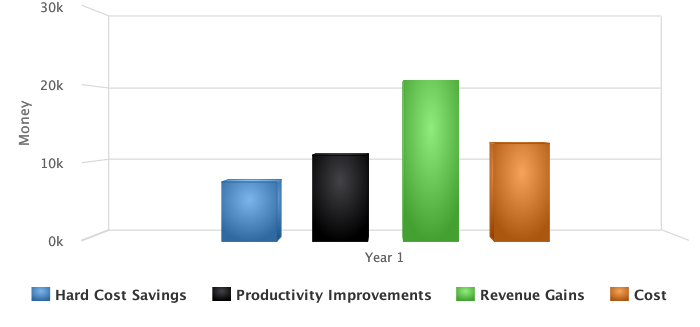 30k
20k
10k
0k
Money
Year 1
Hard Cost Savings Productivity Improvements Revenue Gains Cost